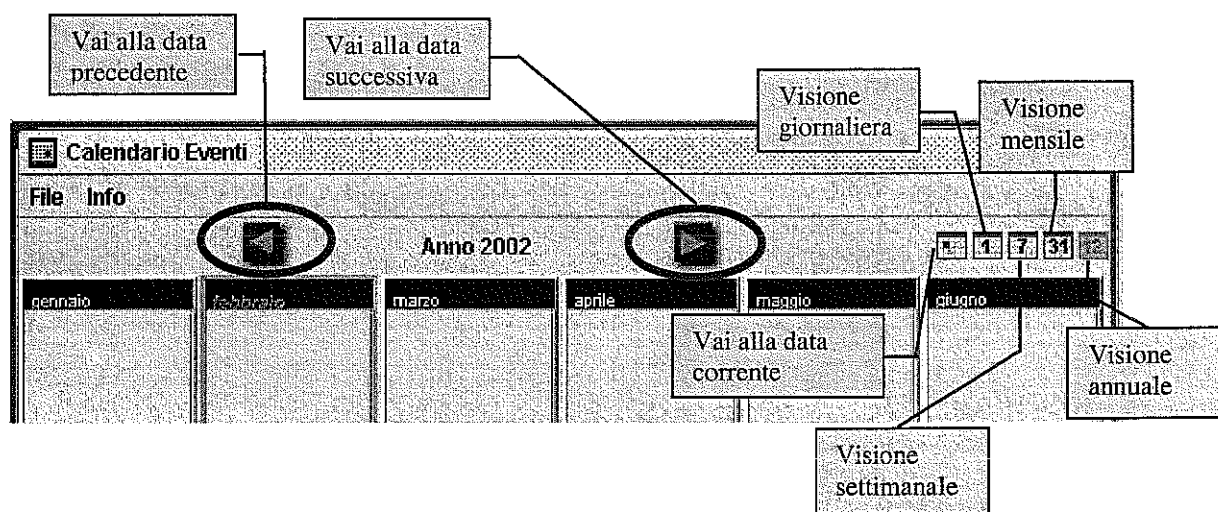 Vai alla data
precedente
Vai alla data
successiva
Visione
giornaliera
Visione
mensile
Calendario Eventi
File Info
Anno 2002
1 7 31 12
gennaio febbraio marzo aprile maggio giugno
Vai alla data
corrente
Visione
annuale
Visione
settimanale